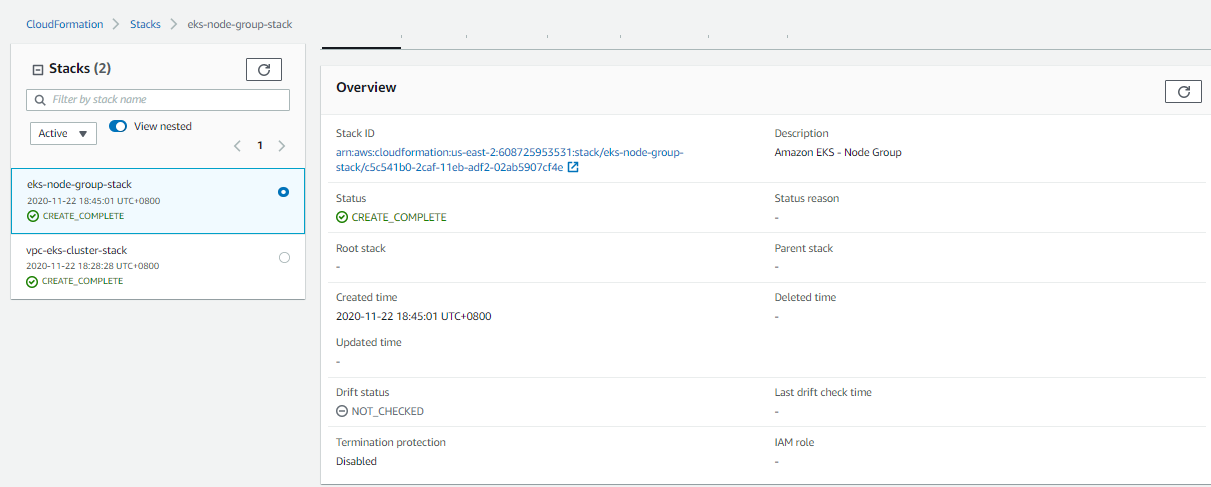 CloudFormation > Stacks > eks-node-group-stack
Stacks (2)
Filter by stack name
Active
View nested
1
eks-node-group-stack
2020-11-22 18:45:01 UTC+0800
CREATE_COMPLETE
vpc-eks-cluster-stack
2020-11-22 18:28:28 UTC+0800
CREATE_COMPLETE
Overview
Stack ID
arn:aws:cloudformation:us-east-2:608725953531:stack/eks-node-group-
stack/c5c541b0-2caf-11eb-adf2-02ab5907cf4e
Description
Amazon EKS - Node Group
Status
CREATE_COMPLETE
Status reason
-
Root stack
-
Parent stack
-
Created time
2020-11-22 18:45:01 UTC+0800
Deleted time
-
Updated time
-
Drift status
NOT_CHECKED
Last drift check time
-
Termination protection
Disabled
IAM role
-